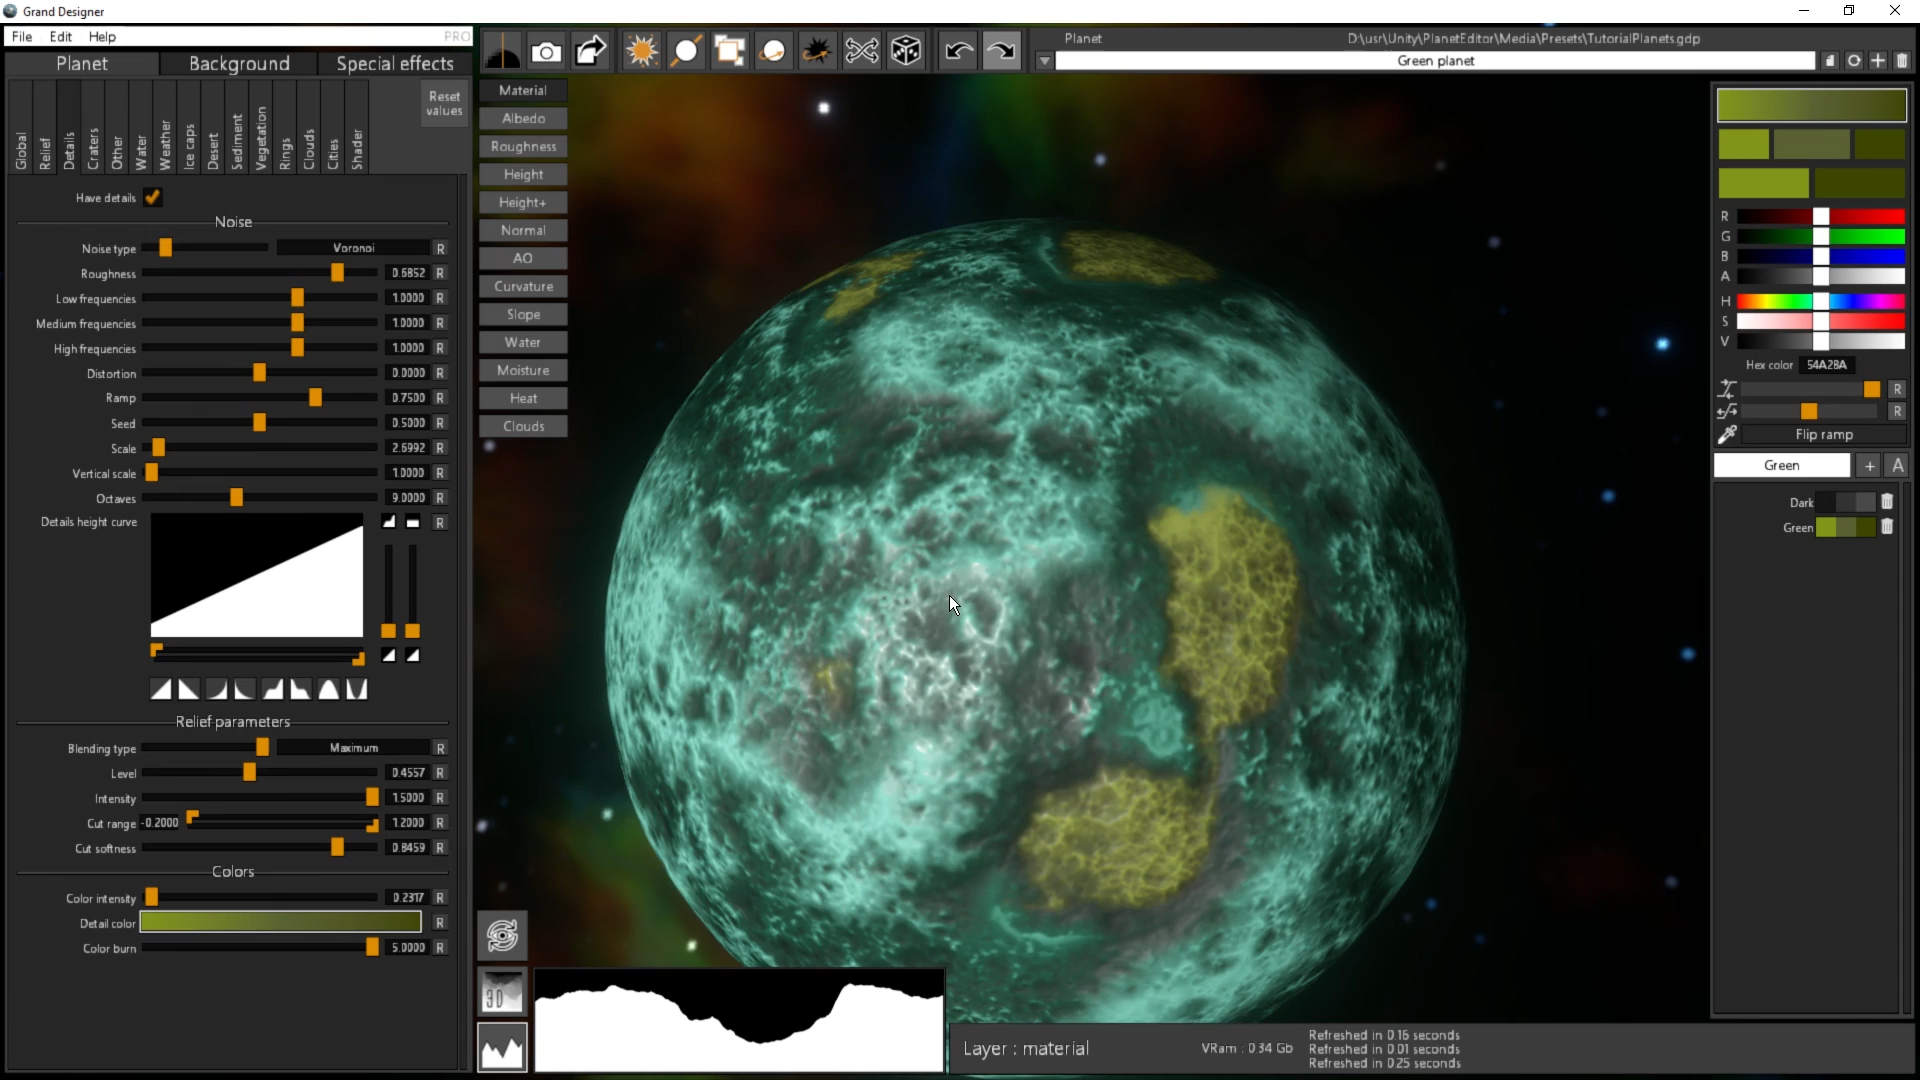 Grand Designer
File Edit Help PRO
Planet Background Special effects
Global
Relief
Details
Craters
Other
Water
Weather
Ice caps
Desert
Sediment
Vegetation
Rings
Clouds
Cities
Shader
Reset
values
Have details
Noise
Noise type Voronoi R
Roughness 0.6852 R
Low frequencies 1.0000 R
Medium frequencies 1.0000 R
High frequencies 1.0000 R
Distortion 0.0000 R
Ramp 0.7500 R
Seed 0.5000 R
Scale 2.6992 R
Vertical scale 1.0000 R
Octaves 9.0000 R
Details height curve R
Relief parameters
Blending type Maximum R
Level 0.4557 R
Intensity 1.5000 R
Cut range -0.2000 1.2000 R
Cut softness 0.8459 R
Colors
Color intensity 0.2317 R
Detail color R
Color burn 5.0000 R
Material
Albedo
Roughness
Height
Height+
Normal
AO
Curvature
Slope
Water
Moisture
Heat
Clouds
3D
Planet D:\usr\Unity\PlanetEditor\Media\Presets\TutorialPlanets.gdp
Green planet
R
G
B
A
H
S
V
Hex color 54A28A
R
R
Flip ramp
Green + A
Dark
Green
Layer : material
VRam : 0.34 Gb
Refreshed in 0.16 seconds
Refreshed in 0.01 seconds
Refreshed in 0.25 seconds